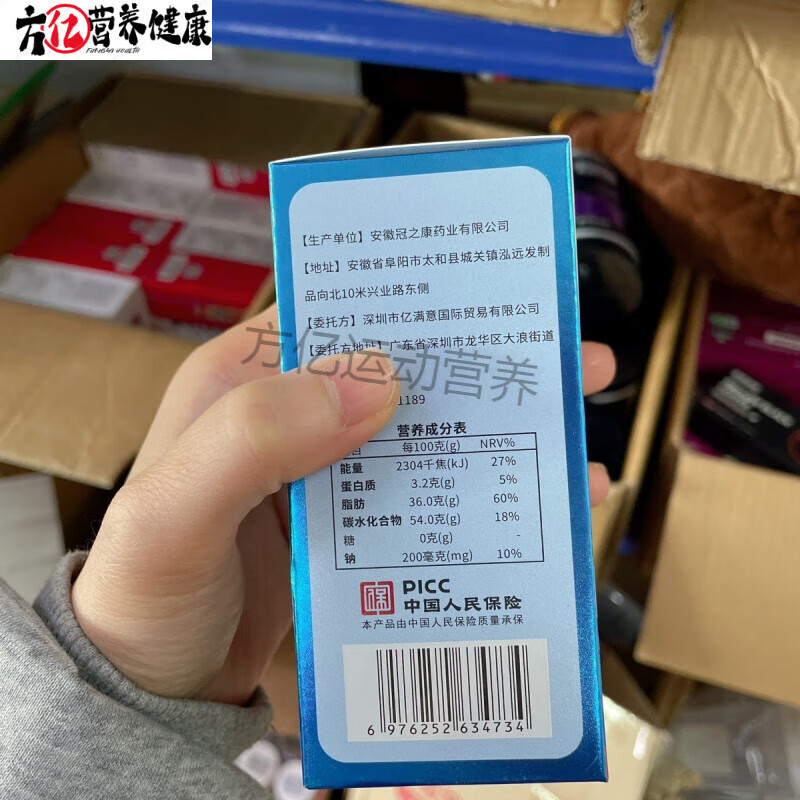 方亿营养健康
【生产单位】安徽冠之康药业有限公司
【地址】安徽省阜阳市太和县城关镇泓远发制
品向北10米兴业路东侧
【委托方】深圳市亿满意国际贸易有限公司
【委托方地址】广东省深圳市龙华区大浪街道
方亿运动营养
1189
营养成分表
每100克(g) NRV%
能量 2304千焦(kJ) 27%
蛋白质 3.2克(g) 5%
脂肪 36.0克(g) 60%
碳水化合物 54.0克(g) 18%
糖 0克(g) -
钠 200毫克(mg) 10%
保
PICC
中国人民保险
本产品由中国人民保险质量承保
6 976252 634734